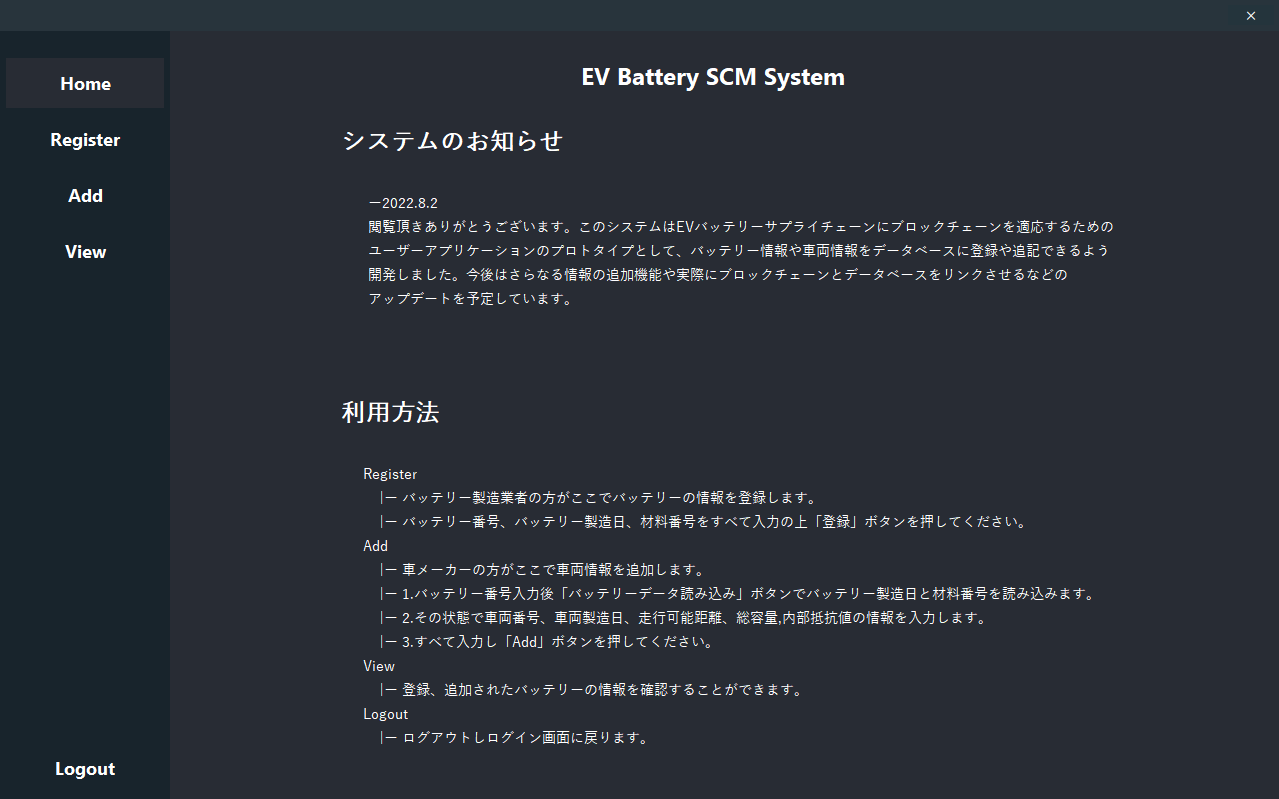 ×
Home
Register
Add
View
Logout
EV Battery SCM System
システムのお知らせ
ー2022.8.2
閲覧頂きありがとうございます。このシステムはEVバッテリーサプライチェーンにブロックチェーンを適応するための
ユーザーアプリケーションのプロトタイプとして、バッテリー情報や車両情報をデータベースに登録や追記できるよう
開発しました。今後はさらなる情報の追加機能や実際にブロックチェーンとデータベースをリンクさせるなどの
アップデートを予定しています。
利用方法
Register
|ー バッテリー製造業者の方がここでバッテリーの情報を登録します。
|ー バッテリー番号、バッテリー製造日、材料番号をすべて入力の上「登録」ボタンを押してください。
Add
|ー 車メーカーの方がここで車両情報を追加します。
|ー 1.バッテリー番号入力後「バッテリーデータ読み込み」ボタンでバッテリー製造日と材料番号を読み込みます。
|ー 2.その状態で車両番号、車両製造日、走行可能距離、総容量,内部抵抗値の情報を入力します。
|ー 3.すべて入力し「Add」ボタンを押してください。
View
|ー 登録、追加されたバッテリーの情報を確認することができます。
Logout
|ー ログアウトしログイン画面に戻ります。